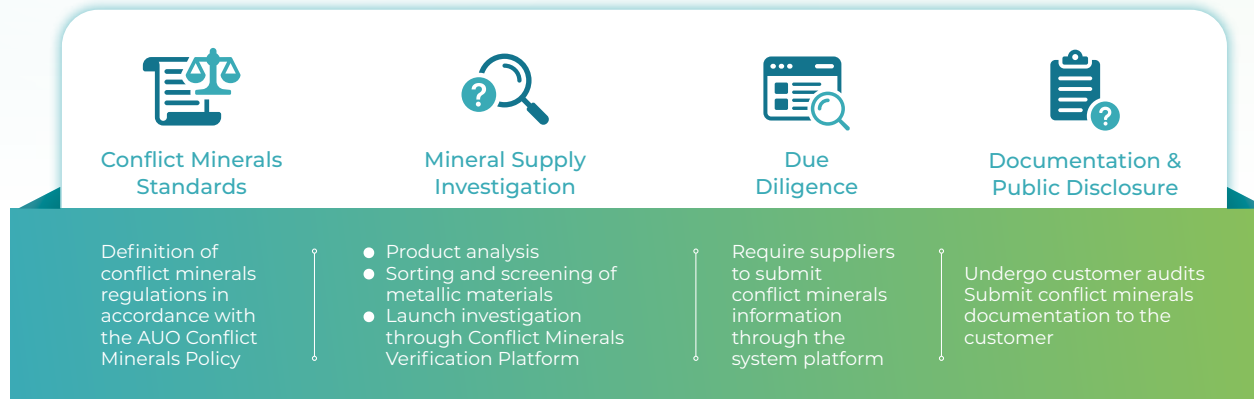 Conflict Minerals
Standards
Mineral Supply
Investigation
Due
Diligence
Documentation &
Public Disclosure
Definition of
conflict minerals
regulations in
accordance with
the AUO Conflict
Minerals Policy
● Product analysis
● Sorting and screening of
metallic materials
● Launch investigation
through Conflict Minerals
Verification Platform
Require suppliers
to submit
conflict minerals
information
through the
system platform
Undergo customer audits
Submit conflict minerals
documentation to the
customer